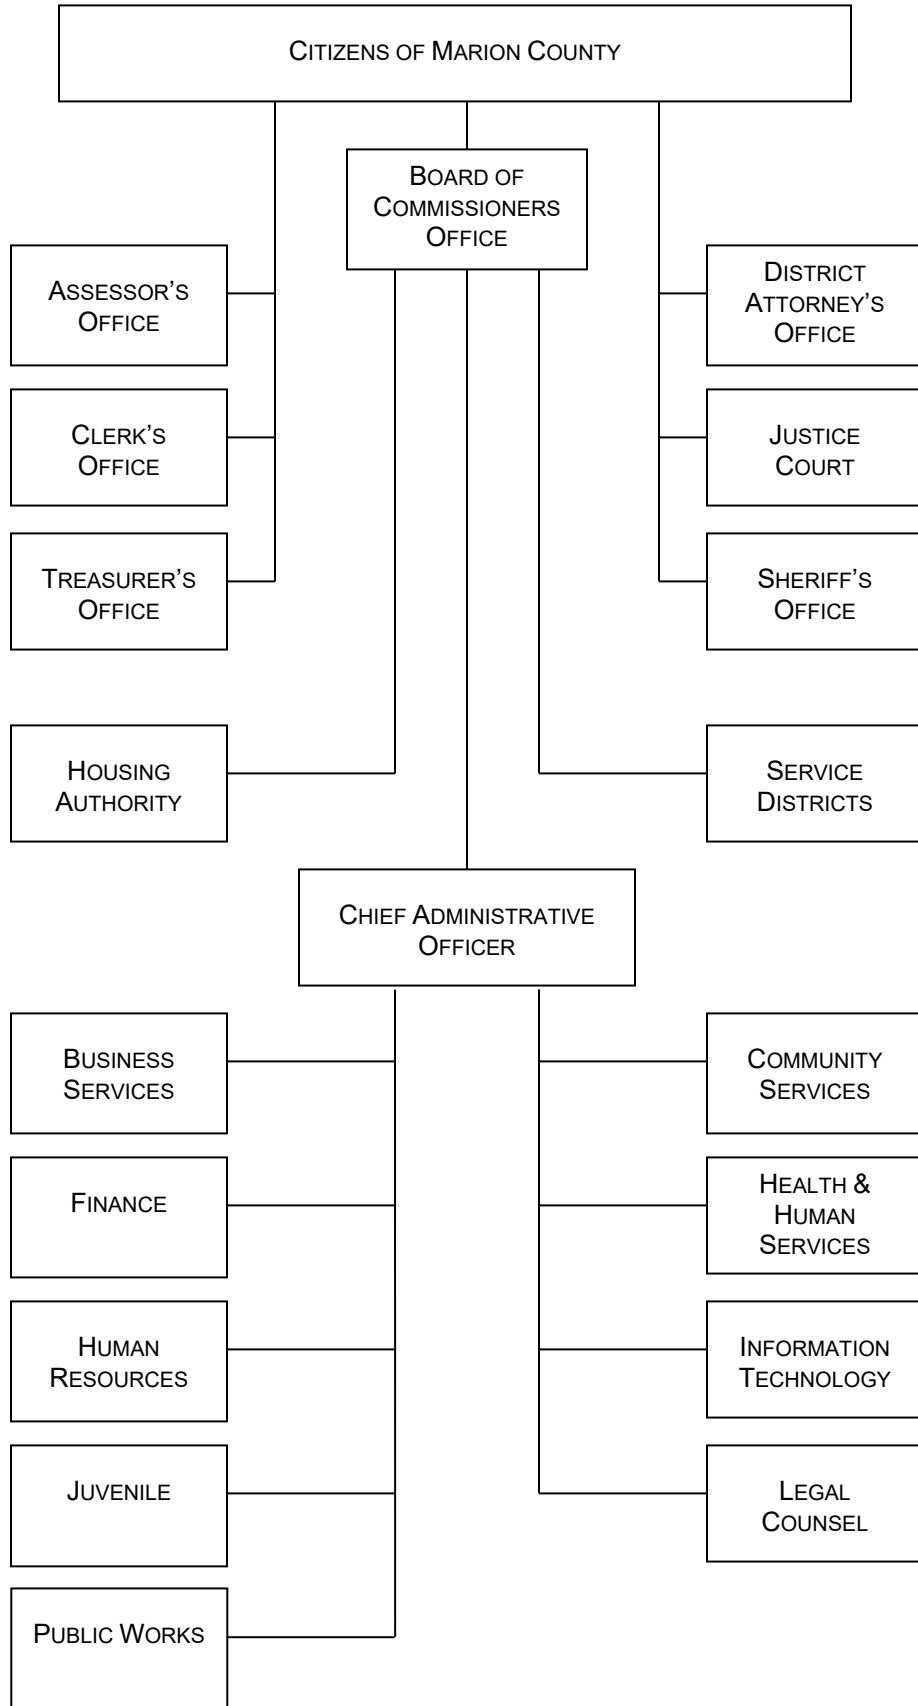 CITIZENS OF MARION COUNTY
BOARD OF
COMMISSIONERS
OFFICE
ASSESSOR’S
OFFICE
DISTRICT
ATTORNEY’S
OFFICE
CLERK’S
OFFICE
JUSTICE
COURT
TREASURER’S
OFFICE
SHERIFF’S
OFFICE
HOUSING
AUTHORITY
SERVICE
DISTRICTS
CHIEF ADMINISTRATIVE
OFFICER
BUSINESS
SERVICES
COMMUNITY
SERVICES
FINANCE
HEALTH &
HUMAN
SERVICES
HUMAN
RESOURCES
INFORMATION
TECHNOLOGY
JUVENILE
LEGAL
COUNSEL
PUBLIC WORKS